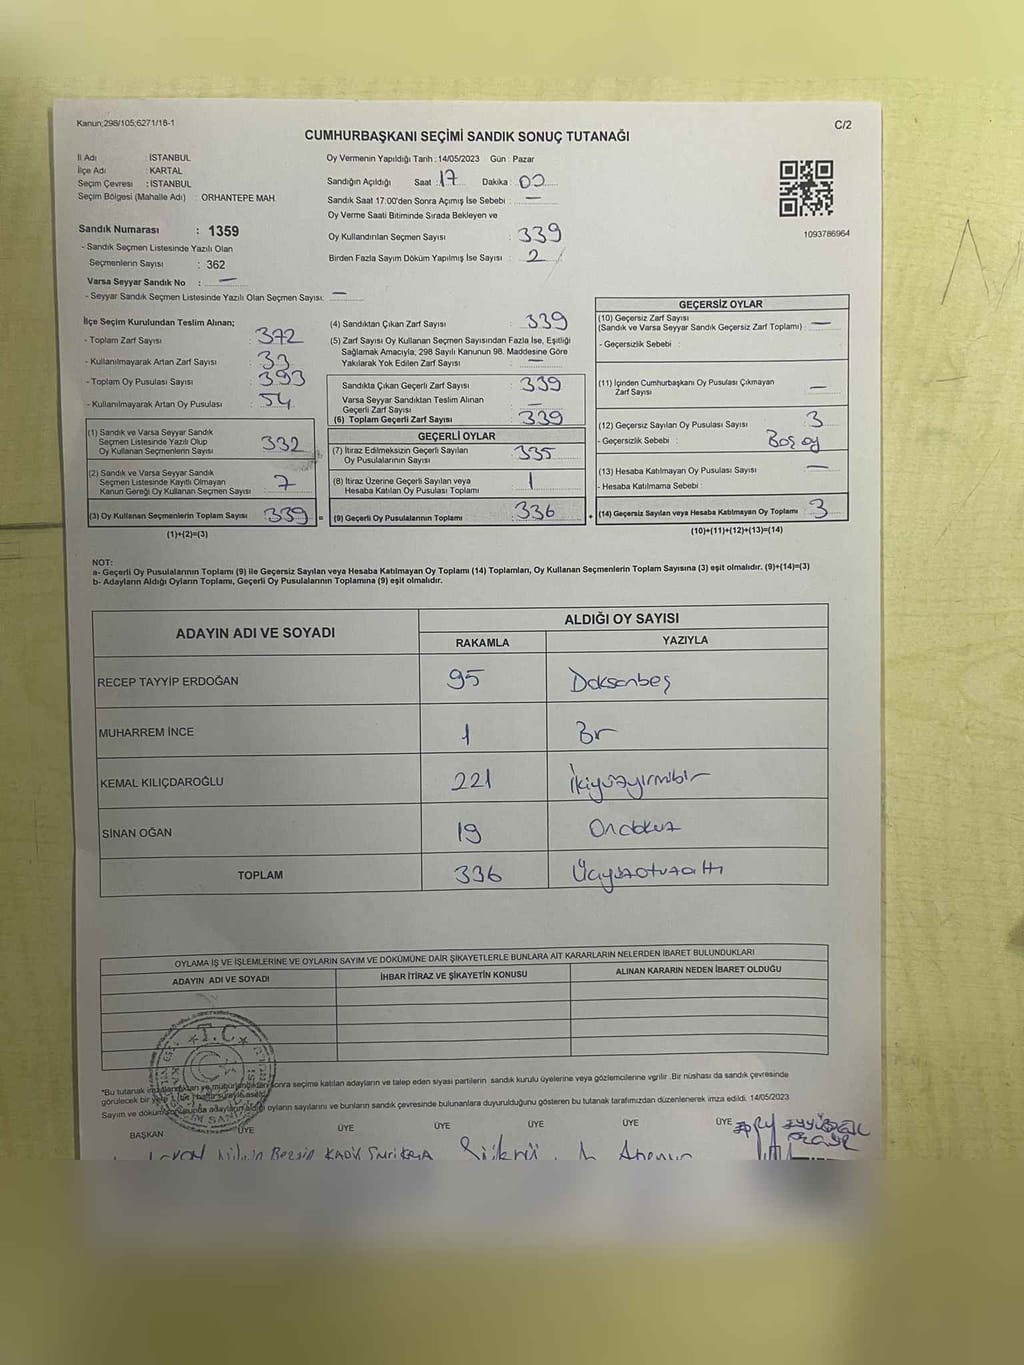 Kanun;298/105;6271/18-1
C/2
CUMHURBAŞKANI SEÇİMİ SANDIK SONUÇ TUTANAĞI
İl Adı : İSTANBUL
İlçe Adı : KARTAL
Seçim Çevresi : İSTANBUL
Seçim Bölgesi (Mahalle Adı) : ORHANTEPE MAH.
Sandık Numarası : 1359
- Sandık Seçmen Listesinde Yazılı Olan
Seçmenlerin Sayısı : 362
Varsa Seyyar Sandık No : —
- Seyyar Sandık Seçmen Listesinde Yazılı Olan Seçmen Sayısı: —
Oy Vermenin Yapıldığı Tarih : 14/05/2023 Gün : Pazar
Sandığın Açıldığı Saat : 17 Dakika : 00
Sandık Saat 17:00'den Sonra Açımış İse Sebebi : —
Oy Verme Saati Bitiminde Sırada Bekleyen ve
Oy Kullandırılan Seçmen Sayısı : 339
Birden Fazla Sayım Döküm Yapılmış İse Sayısı : 2
1093786964
İlçe Seçim Kurulundan Teslim Alınan;
- Toplam Zarf Sayısı : 372
- Kullanılmayarak Artan Zarf Sayısı : 33
- Toplam Oy Pusulası Sayısı : 393
- Kullanılmayarak Artan Oy Pusulası : 54
(1) Sandık ve Varsa Seyyar Sandık
Seçmen Listesinde Yazılı Olup
Oy Kullanan Seçmenlerin Sayısı 332
(2) Sandık ve Varsa Seyyar Sandık
Seçmen Listesinde Kayıtlı Olmayan
Kanun Gereği Oy Kullanan Seçmen Sayısı 7
(3) Oy Kullanan Seçmenlerin Toplam Sayısı 339 =
(1)+(2)=(3)
(4) Sandıktan Çıkan Zarf Sayısı : 339
(5) Zarf Sayısı Oy Kullanan Seçmen Sayısından Fazla İse, Eşitliği
Sağlamak Amacıyla, 298 Sayılı Kanunun 98. Maddesine Göre
Yakılarak Yok Edilen Zarf Sayısı : —
Sandıkta Çıkan Geçerli Zarf Sayısı : 339
Varsa Seyyar Sandıktan Teslim Alınan
Geçerli Zarf Sayısı : —
(6) Toplam Geçerli Zarf Sayısı : 339
GEÇERLİ OYLAR
(7) İtiraz Edilmeksizin Geçerli Sayılan
Oy Pusulalarının Sayısı : 335
(8) İtiraz Üzerine Geçerli Sayılan veya
Hesaba Katılan Oy Pusulası Toplamı : 1
(9) Geçerli Oy Pusulalarının Toplamı : 336 +
GEÇERSİZ OYLAR
(10) Geçersiz Zarf Sayısı
(Sandık ve Varsa Seyyar Sandık Geçersiz Zarf Toplamı) : —
- Geçersizlik Sebebi :
(11) İçinden Cumhurbaşkanı Oy Pusulası Çıkmayan
Zarf Sayısı —
(12) Geçersiz Sayılan Oy Pusulası Sayısı 3
- Geçersizlik Sebebi : Boş oy
(13) Hesaba Katılmayan Oy Pusulası Sayısı —
- Hesaba Katılmama Sebebi :
(14) Geçersiz Sayılan veya Hesaba Katılmayan Oy Toplamı 3
(10)+(11)+(12)+(13)=(14)
NOT:
a- Geçerli Oy Pusulalarının Toplamı (9) ile Geçersiz Sayılan veya Hesaba Katılmayan Oy Toplamı (14) Toplamları, Oy Kullanan Seçmenlerin Toplam Sayısına (3) eşit olmalıdır. (9)+(14)=(3)
b- Adayların Aldığı Oyların Toplamı, Geçerli Oy Pusulalarının Toplamına (9) eşit olmalıdır.
ADAYIN ADI VE SOYADI
ALDIĞI OY SAYISI
RAKAMLA YAZIYLA
RECEP TAYYİP ERDOĞAN 95 Doksanbeş
MUHARREM İNCE 1 Bir
KEMAL KILIÇDAROĞLU 221 İkiyüzyirmibir
SİNAN OĞAN 19 Ondokuz
TOPLAM 336 Üçyüzotuzaltı
OYLAMA İŞ VE İŞLEMLERİNE VE OYLARIN SAYIM VE DÖKÜMÜNE DAİR ŞİKAYETLERLE BUNLARA AİT KARARLARIN NELERDEN İBARET BULUNDUKLARI
ADAYIN ADI VE SOYADI İHBAR İTİRAZ VE ŞİKAYETİN KONUSU ALINAN KARARIN NEDEN İBARET OLDUĞU
T.C.
"Bu tutanak imzalandıktan ve mühürlendikten sonra seçime katılan adayların ve talep eden siyasi partilerin sandık kurulu üyelerine veya gözlemcilerine verilir. Bir nüshası da sandık çevresinde
görülecek bir yere 1 (bir) hafta süreyle asılır."
Sayım ve döküm sonunda adayların aldığı oyların sayılarını ve bunların sandık çevresinde bulunanlara duyurulduğunu gösteren bu tutanak tarafımızdan düzenlenerek imza edildi. 14/05/2023
BAŞKAN ÜYE ÜYE ÜYE ÜYE ÜYE ÜYE